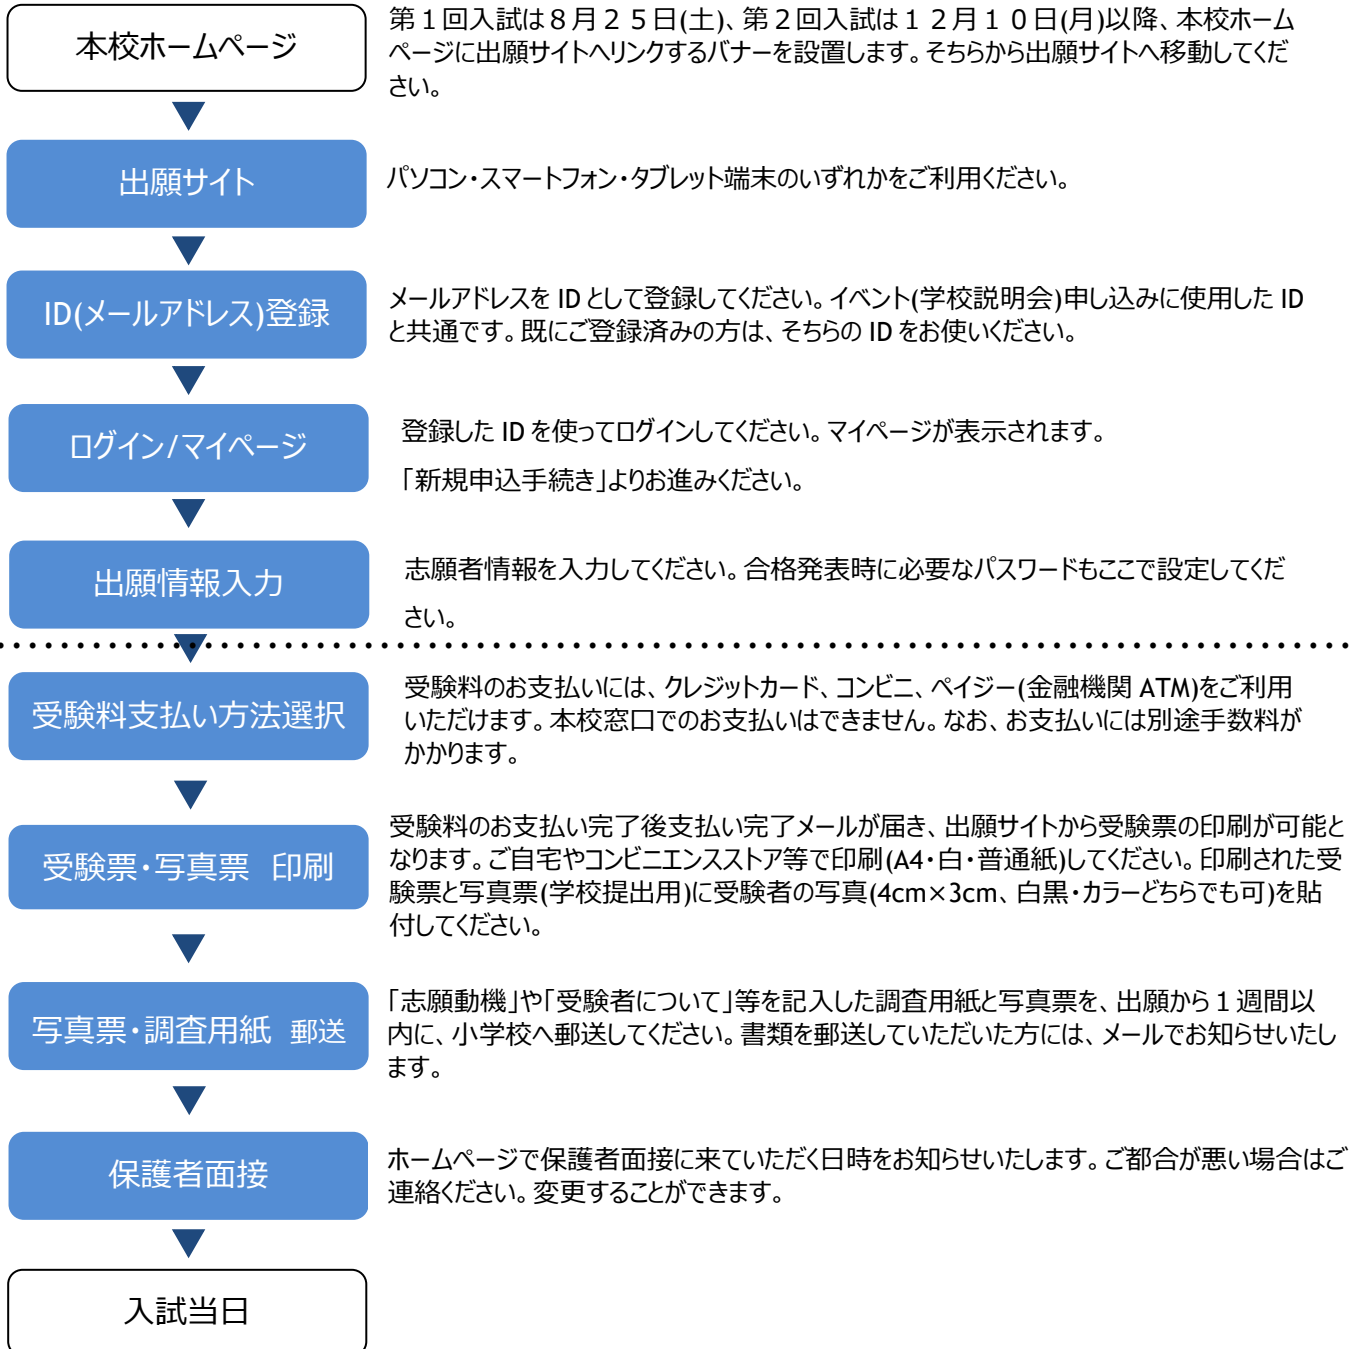 本校ホームページ
第１回入試は８月２５日(土)、第２回入試は１２月１０日(月)以降、本校ホーム
ページに出願サイトへリンクするバナーを設置します。そちらから出願サイトへ移動してくだ
さい。
出願サイト
パソコン・スマートフォン・タブレット端末のいずれかをご利用ください。
ID(メールアドレス)登録
メールアドレスを ID として登録してください。イベント(学校説明会)申し込みに使用した ID
と共通です。既にご登録済みの方は、そちらの ID をお使いください。
ログイン/マイページ
登録した ID を使ってログインしてください。マイページが表示されます。
「新規申込手続き」よりお進みください。
出願情報入力
志願者情報を入力してください。合格発表時に必要なパスワードもここで設定してくだ
さい。
受験料支払い方法選択
受験料のお支払いには、クレジットカード、コンビニ、ペイジー(金融機関 ATM)をご利用
いただけます。本校窓口でのお支払いはできません。なお、お支払いには別途手数料が
かかります。
受験票・写真票　印刷
受験料のお支払い完了後支払い完了メールが届き、出願サイトから受験票の印刷が可能と
なります。ご自宅やコンビニエンスストア等で印刷(A4・白・普通紙)してください。印刷された受
験票と写真票(学校提出用)に受験者の写真(4cm×3cm、白黒・カラーどちらでも可)を貼
付してください。
写真票・調査用紙　郵送
「志願動機」や「受験者について」等を記入した調査用紙と写真票を、出願から 1 週間以
内に、小学校へ郵送してください。書類を郵送していただいた方には、メールでお知らせいたし
ます。
保護者面接
ホームページで保護者面接に来ていただく日時をお知らせいたします。ご都合が悪い場合はご
連絡ください。変更することができます。
入試当日